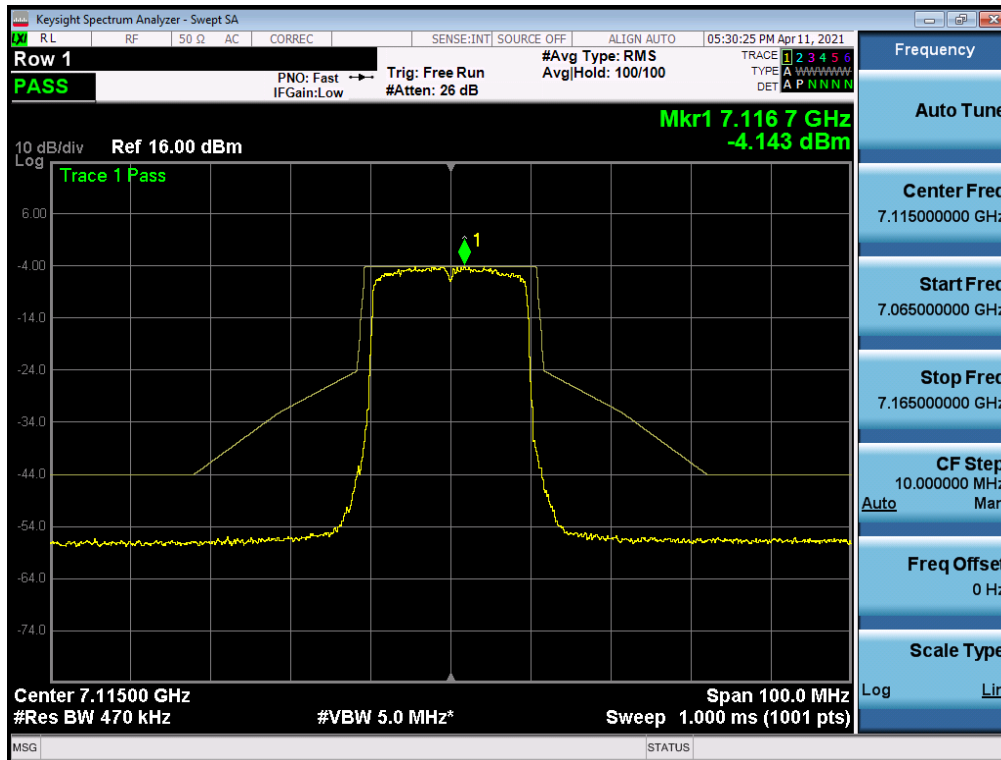 Keysight Spectrum Analyzer - Swept SA
LXI RL RF 50 Ω AC CORREC SENSE:INT SOURCE OFF ALIGN AUTO 05:30:25 PM Apr 11, 2021
Row 1
PASS
PNO: Fast
IFGain:Low
Trig: Free Run
#Atten: 26 dB
#Avg Type: RMS
Avg|Hold: 100/100
TRACE 1 2 3 4 5 6
TYPE A WWWWW
DET A P N N N N
Mkr1 7.116 7 GHz
-4.143 dBm
10 dB/div Ref 16.00 dBm
Log
Trace 1 Pass
1
6.00
-4.00
-14.0
-24.0
-34.0
-44.0
-54.0
-64.0
-74.0
Center 7.11500 GHz Span 100.0 MHz
#Res BW 470 kHz #VBW 5.0 MHz* Sweep 1.000 ms (1001 pts)
MSG STATUS
Frequency
Auto Tune
Center Freq
7.115000000 GHz
Start Freq
7.065000000 GHz
Stop Freq
7.165000000 GHz
CF Step
10.000000 MHz
Auto Man
Freq Offset
0 Hz
Scale Type
Log Lin